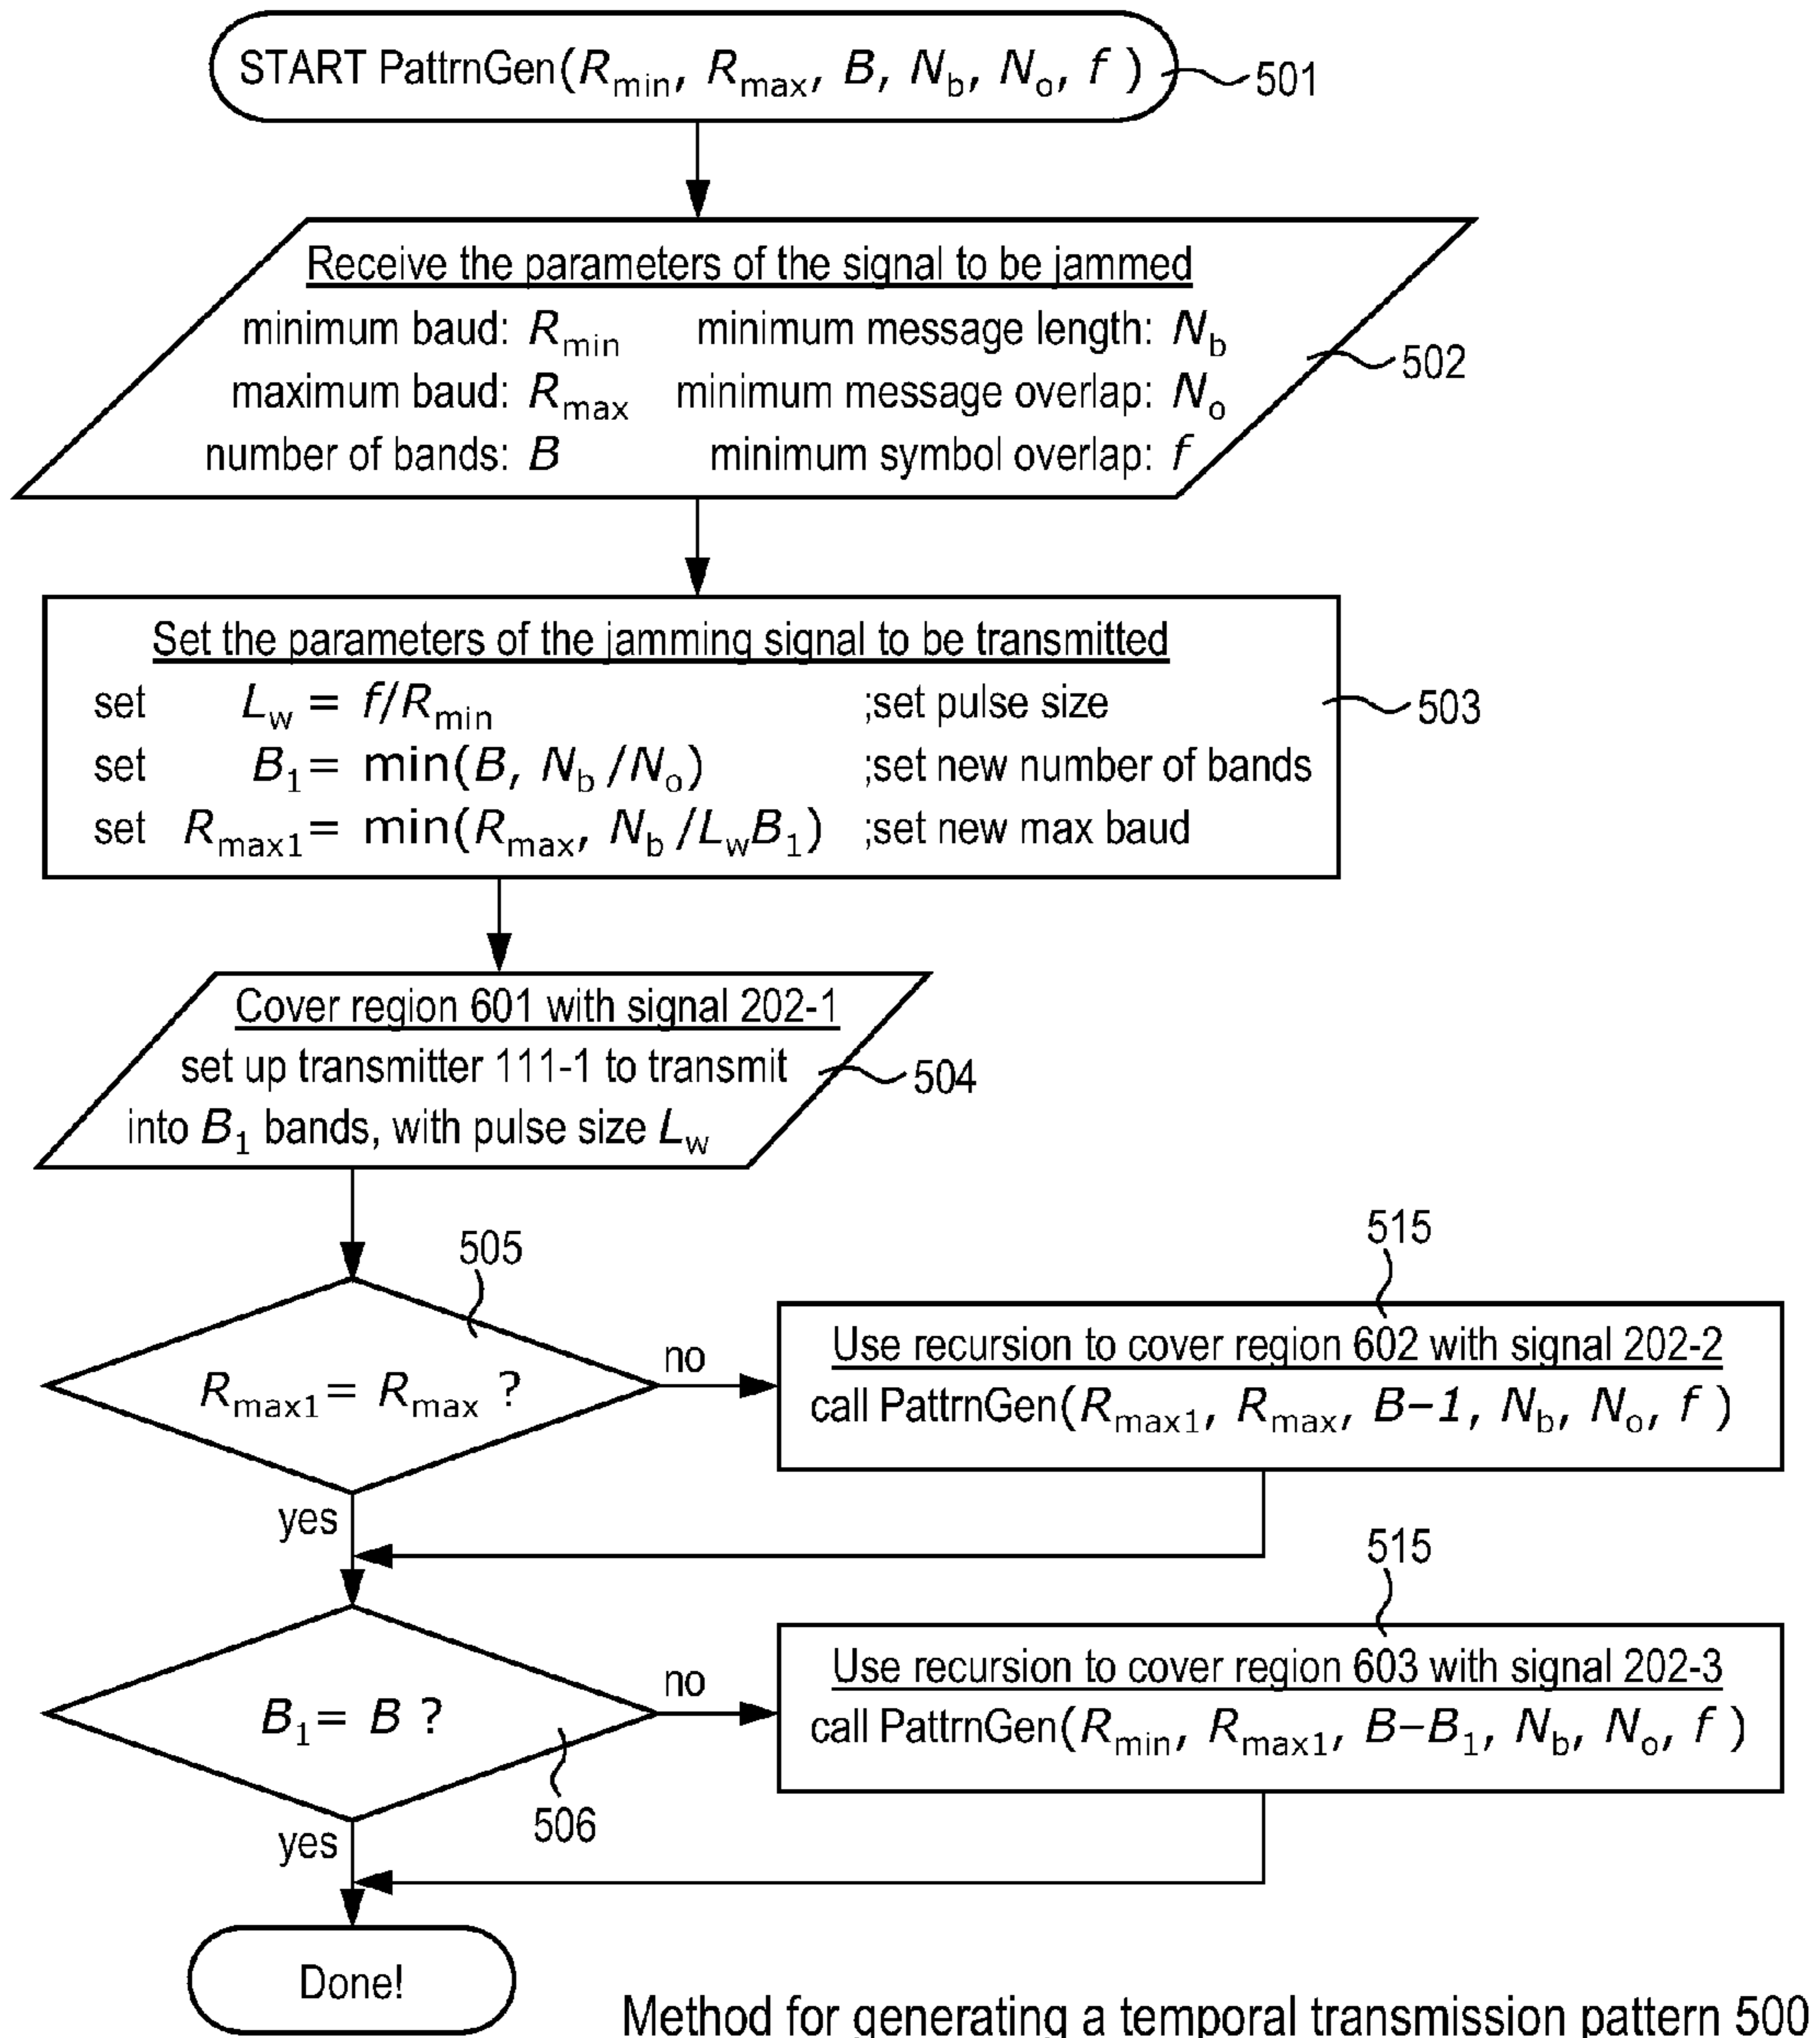 START PattrnGen(Rmin, Rmax, B, Nb, No, f )
501
Receive the parameters of the signal to be jammed
minimum baud: Rmin minimum message length: Nb
maximum baud: Rmax minimum message overlap: No
number of bands: B minimum symbol overlap: f
502
Set the parameters of the jamming signal to be transmitted
set Lw = f/Rmin ;set pulse size
set B1= min(B, Nb /No) ;set new number of bands
set Rmax1= min(Rmax, Nb /LwB1) ;set new max baud
503
Cover region 601 with signal 202-1
set up transmitter 111-1 to transmit
into B1 bands, with pulse size Lw
504
505
Rmax1= Rmax ?
no
yes
515
Use recursion to cover region 602 with signal 202-2
call PattrnGen(Rmax1, Rmax, B–1, Nb, No, f )
B1= B ?
506
no
yes
515
Use recursion to cover region 603 with signal 202-3
call PattrnGen(Rmin, Rmax1, B–B1, Nb, No, f )
Done!
Method for generating a temporal transmission pattern 500